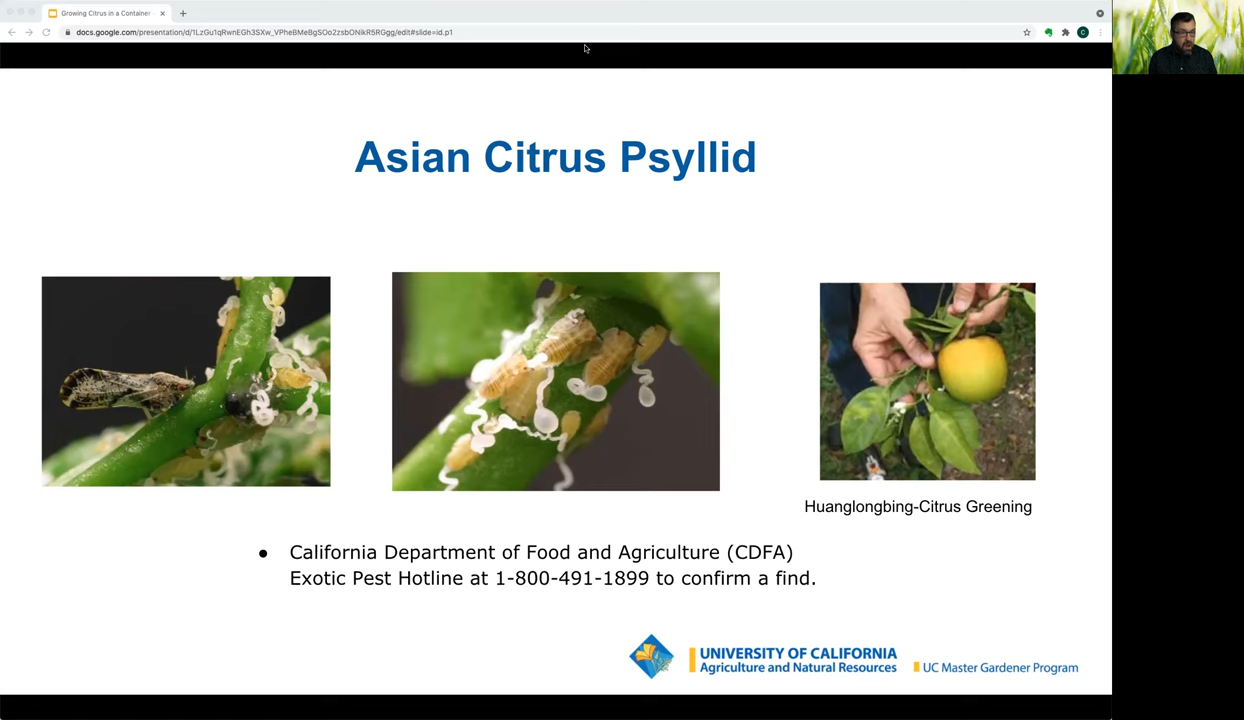 Growing Citrus in a Container
docs.google.com/presentation/d/1LzGu1qRwnEGh3SXw_VPheBMeBgSOo2zsbONikR5RGgg/edit#slide=id.p1
C
Asian Citrus Psyllid
Huanglongbing-Citrus Greening
● California Department of Food and Agriculture (CDFA)
Exotic Pest Hotline at 1-800-491-1899 to confirm a find.
UNIVERSITY OF CALIFORNIA
Agriculture and Natural Resources
UC Master Gardener Program